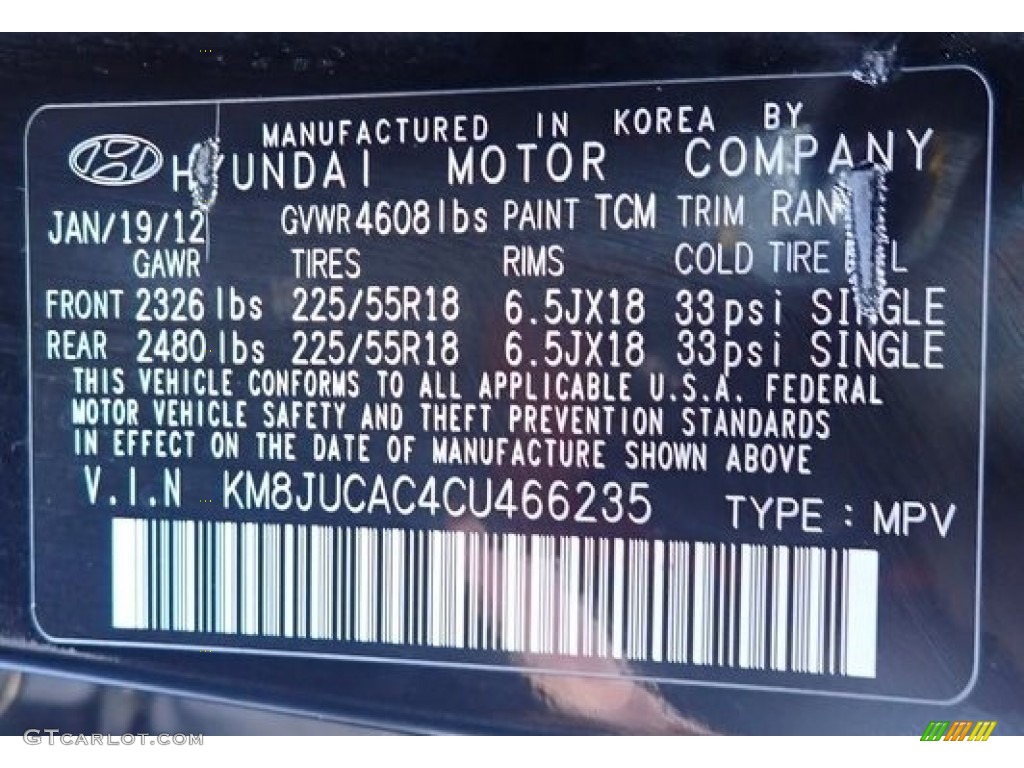 MANUFACTURED IN KOREA BY
HYUNDAI MOTOR COMPANY
JAN/19/12 GVWR4608lbs PAINT TCM TRIM RAN
GAWR TIRES RIMS COLD TIRE
FRONT 2326 lbs 225/55R18 6.5JX18 33psi SINGLE
REAR 2480 lbs 225/55R18 6.5JX18 33psi SINGLE
THIS VEHICLE CONFORMS TO ALL APPLICABLE U.S.A. FEDERAL
MOTOR VEHICLE SAFETY AND THEFT PREVENTION STANDARDS
IN EFFECT ON THE DATE OF MANUFACTURE SHOWN ABOVE
V.I.N KM8JUCAC4CU466235 TYPE : MPV
GTCarLot.com